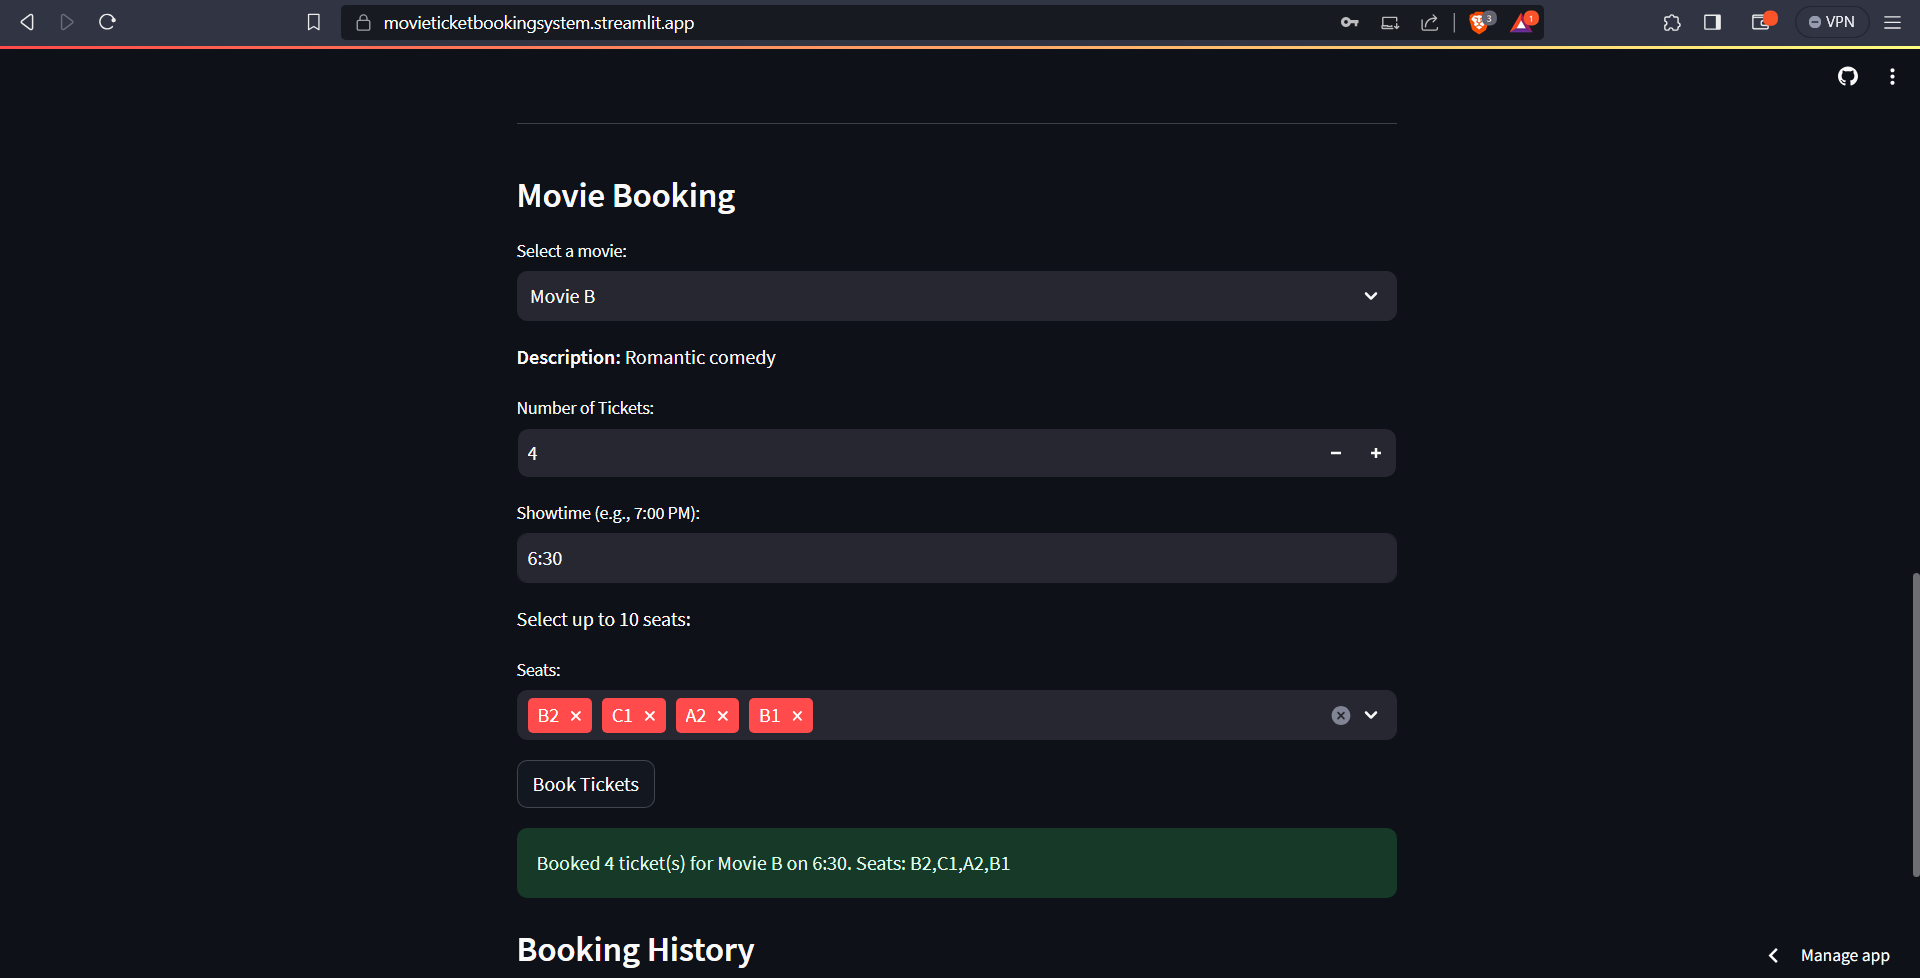 movieticketbookingsystem.streamlit.app
3
1
VPN
Movie Booking
Select a movie:
Movie B
Description: Romantic comedy
Number of Tickets:
4
Showtime (e.g., 7:00 PM):
6:30
Select up to 10 seats:
Seats:
B2 C1 A2 B1
Book Tickets
Booked 4 ticket(s) for Movie B on 6:30. Seats: B2,C1,A2,B1
Booking History
Manage app